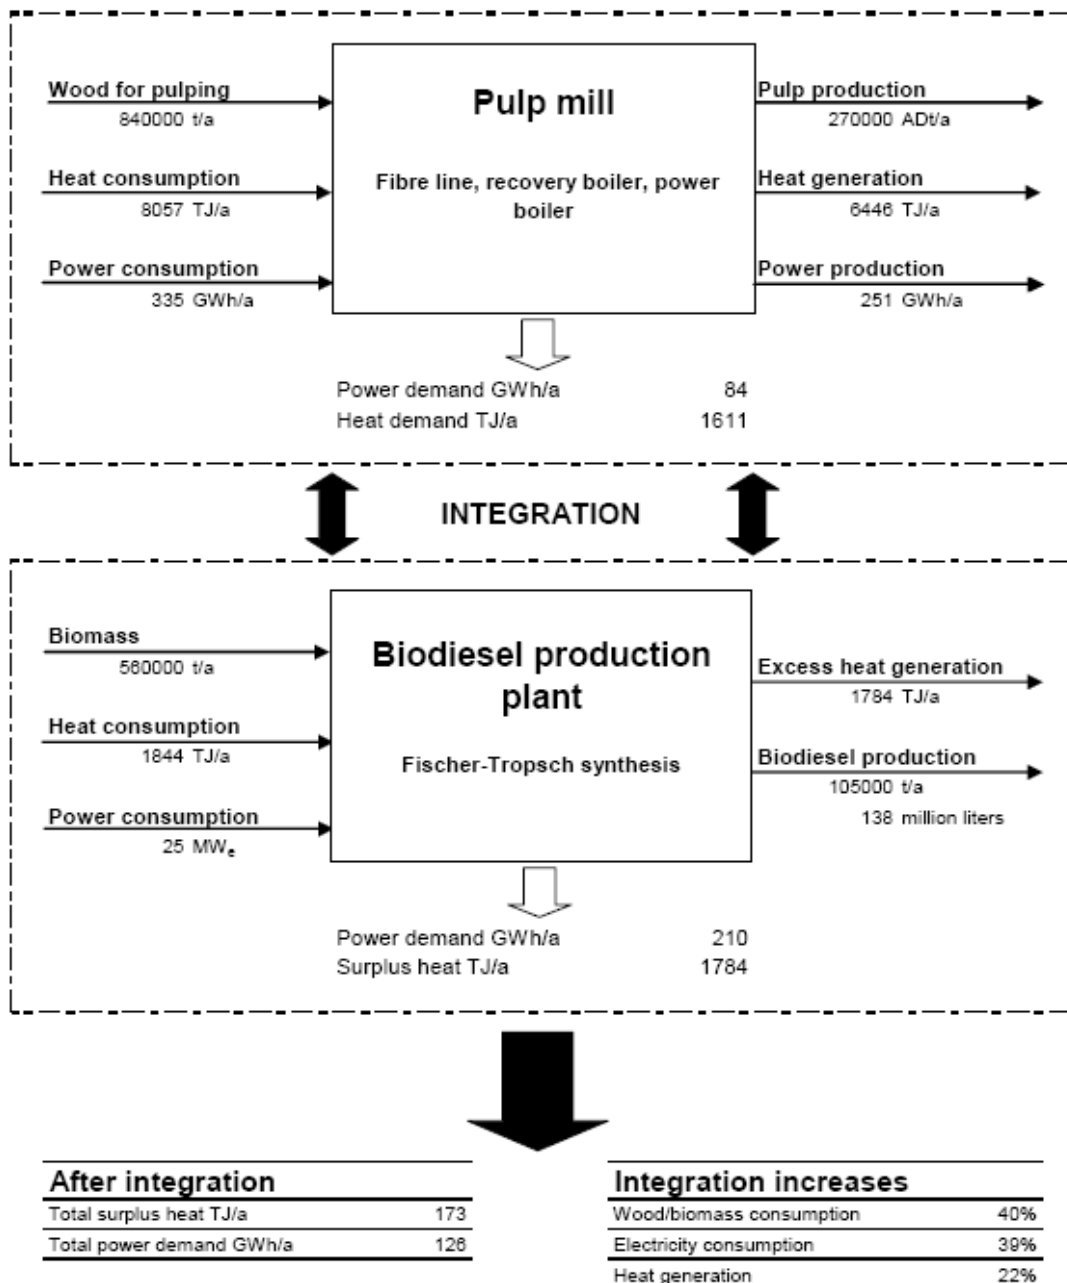 Wood for pulping
840000 t/a
Heat consumption
8057 TJ/a
Power consumption
335 GWh/a
Pulp mill
Fibre line, recovery boiler, power
boiler
Pulp production
270000 ADt/a
Heat generation
6446 TJ/a
Power production
251 GWh/a
Power demand GWh/a 84
Heat demand TJ/a 1611
INTEGRATION
Biomass
560000 t/a
Heat consumption
1844 TJ/a
Power consumption
25 MWe
Biodiesel production
plant
Fischer-Tropsch synthesis
Excess heat generation
1784 TJ/a
Biodiesel production
105000 t/a
138 million liters
Power demand GWh/a 210
Surplus heat TJ/a 1784
After integration
Total surplus heat TJ/a 173
Total power demand GWh/a 126
Integration increases
Wood/biomass consumption 40%
Electricity consumption 39%
Heat generation 22%